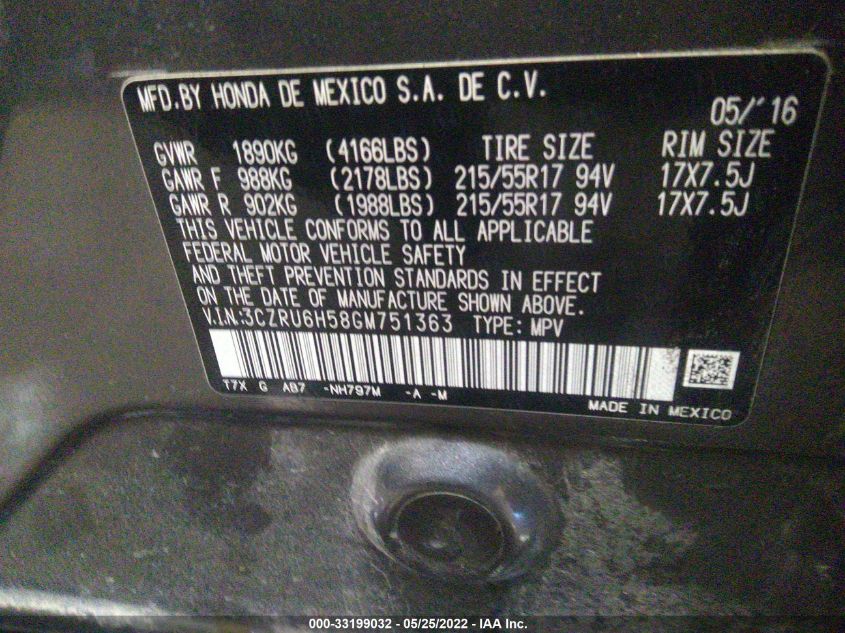 MFD.BY HONDA DE MEXICO S.A. DE C.V.
05/'16
GVWR 1890KG (4166LBS) TIRE SIZE RIM SIZE
GAWR F 988KG (2178LBS) 215/55R17 94V 17X7.5J
GAWR R 902KG (1988LBS) 215/55R17 94V 17X7.5J
THIS VEHICLE CONFORMS TO ALL APPLICABLE
FEDERAL MOTOR VEHICLE SAFETY
AND THEFT PREVENTION STANDARDS IN EFFECT
ON THE DATE OF MANUFACTURE SHOWN ABOVE.
V.I.N:3CZRU6H58GM751363 TYPE: MPV
T7X G AB7 -NH797M -A -M
MADE IN MEXICO
000-33199032 - 05/25/2022 - IAA Inc.